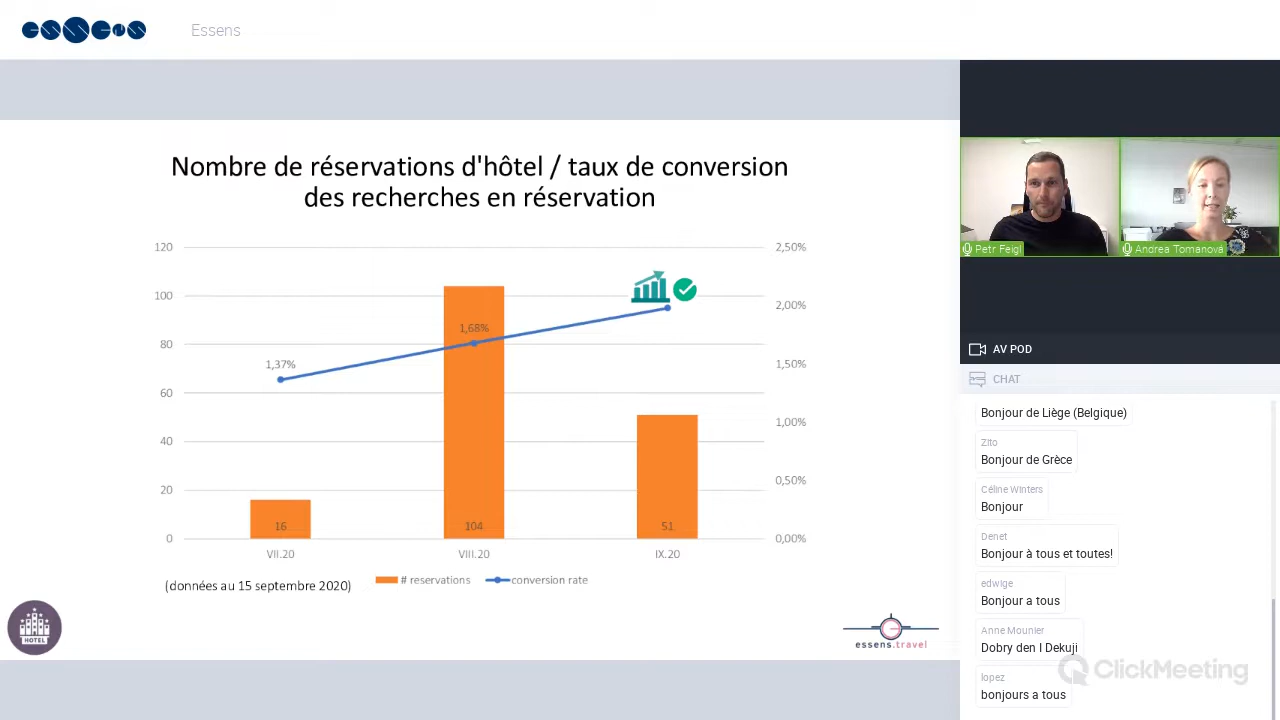 essens
Essens
Nombre de réservations d'hôtel / taux de conversion
des recherches en réservation
120
100
80
60
40
20
0
2,50%
2,00%
1,50%
1,00%
0,50%
0,00%
1,37%
1,68%
16
104
51
VII.20
VIII.20
IX.20
# reservations
conversion rate
(données au 15 septembre 2020)
HOTEL
essens.travel
Petr Feigl
Andrea Tomanová
AV POD
CHAT
Bonjour de Liège (Belgique)
Zito
Bonjour de Grèce
Céline Winters
Bonjour
Denet
Bonjour à tous et toutes!
edwige
Bonjour a tous
Anne Mounier
Dobry den I Dekuji
lopez
bonjours a tous
ClickMeeting